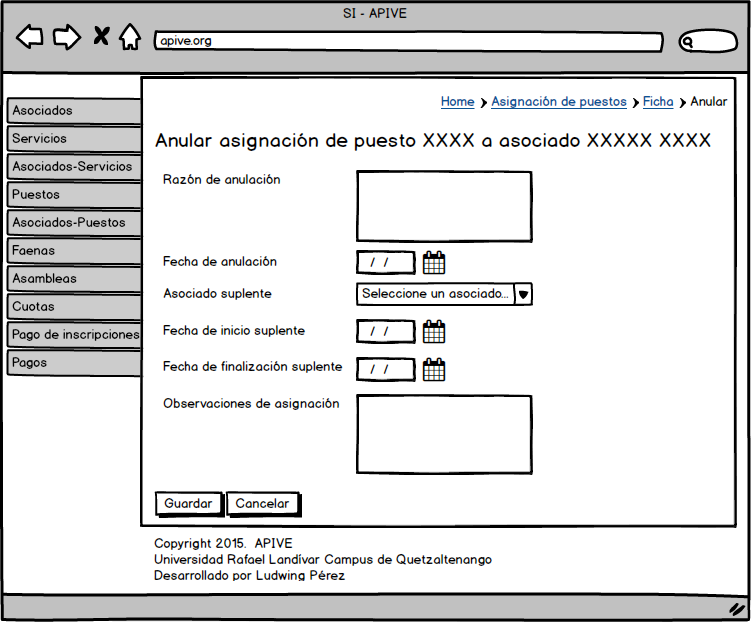 SI - APIVE
apive.org
Home Asignación de puestos Ficha Anular
Asociados
Servicios
Asociados-Servicios
Puestos
Asociados-Puestos
Faenas
Asambleas
Cuotas
Pago de inscripciones
Pagos
Anular asignación de puesto XXXX a asociado XXXXX XXXX
Razón de anulación
Fecha de anulación / /
Asociado suplente Seleccione un asociado...
Fecha de inicio suplente / /
Fecha de finalización suplente / /
Observaciones de asignación
Guardar Cancelar
Copyright 2015. APIVE
Universidad Rafael Landívar Campus de Quetzaltenango
Desarrollado por Ludwing Pérez